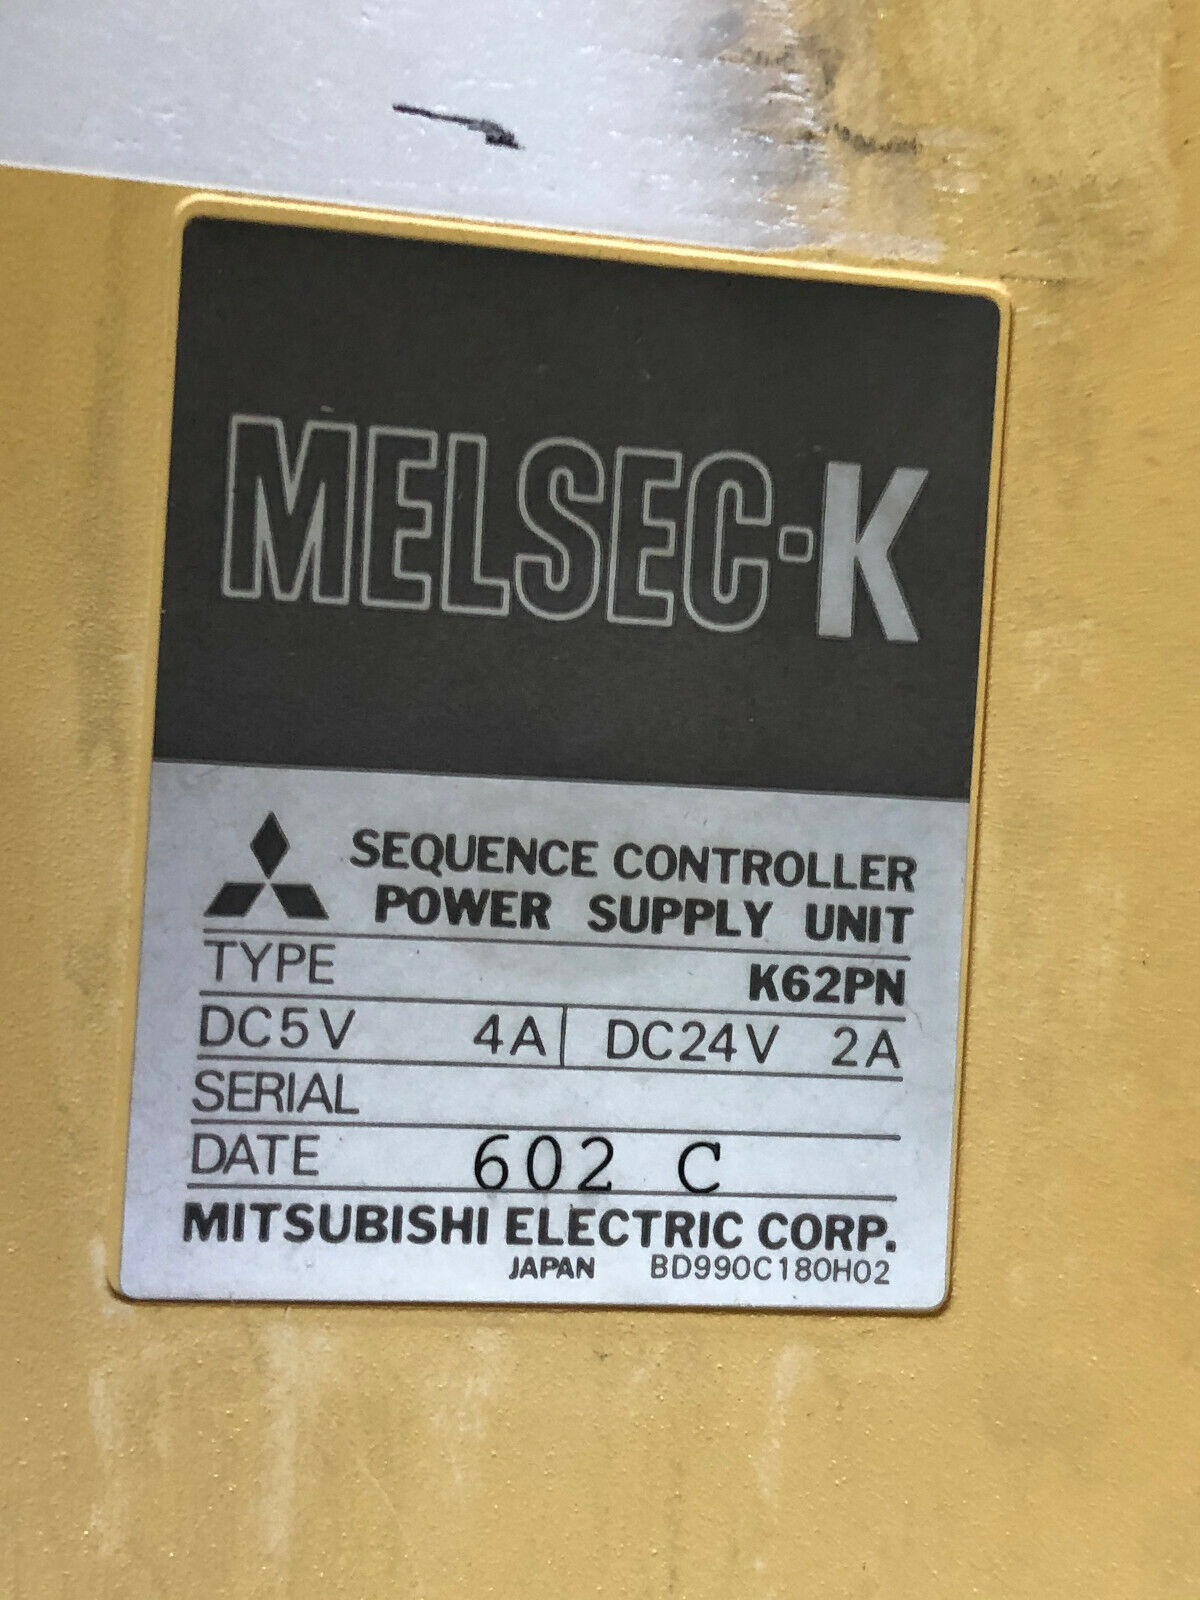 MELSEC-K
SEQUENCE CONTROLLER
POWER SUPPLY UNIT
TYPE K62PN
DC5V 4A DC24V 2A
SERIAL
DATE 602 C
MITSUBISHI ELECTRIC CORP.
JAPAN BD990C180H02